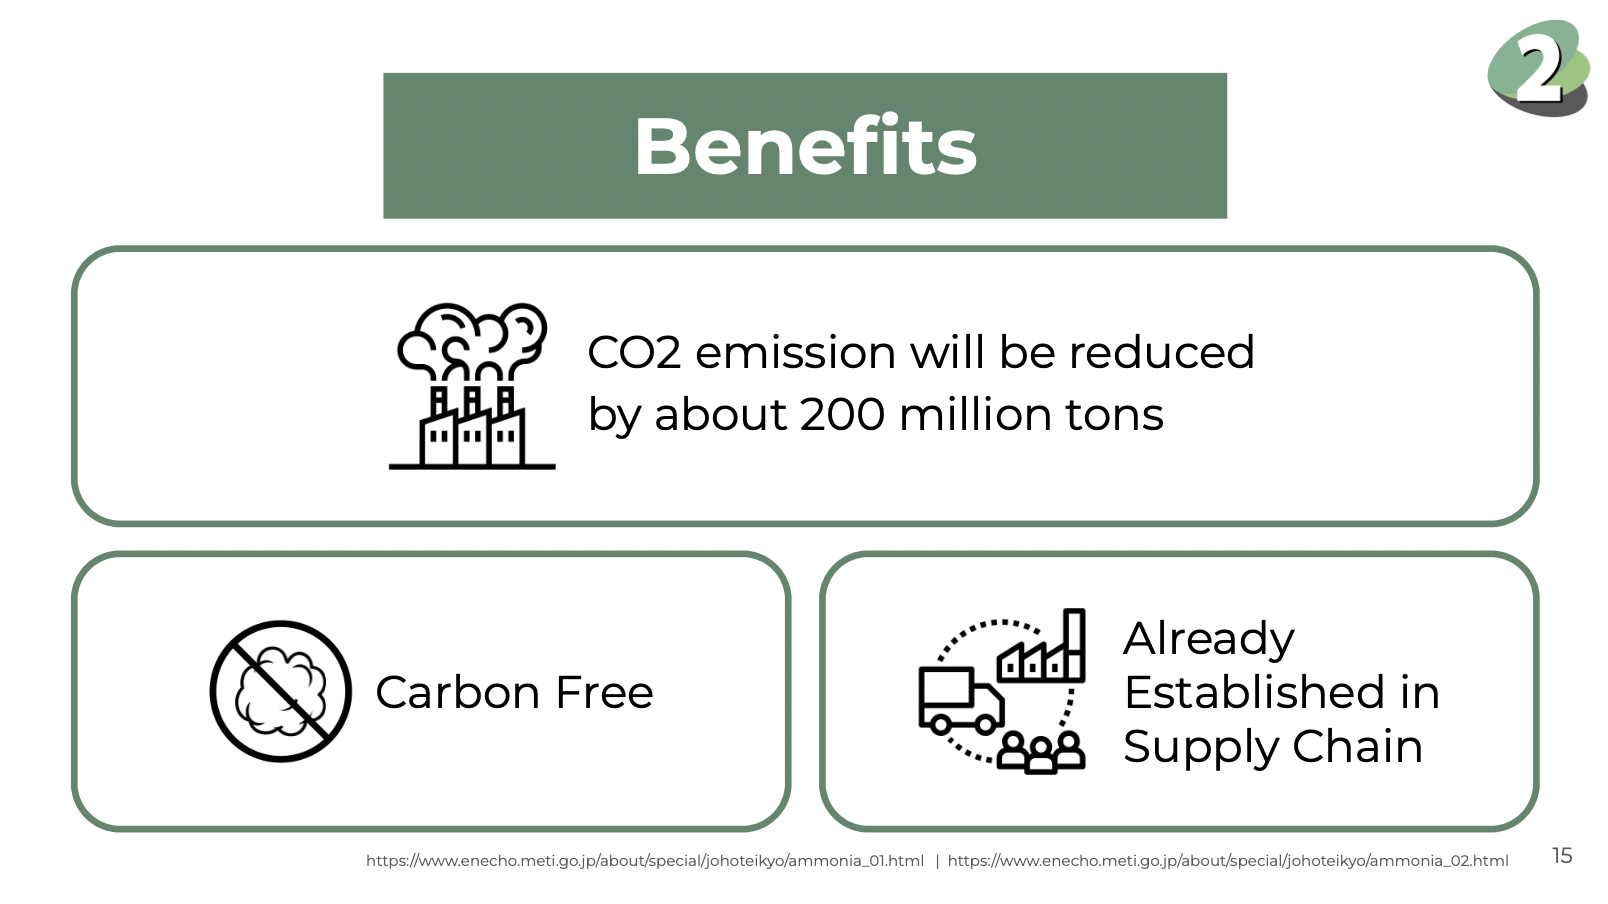 2
Benefits
CO2 emission will be reduced
by about 200 million tons
Carbon Free
Already
Established in
Supply Chain
https://www.enecho.meti.go.jp/about/special/johoteikyo/ammonia_01.html | https://www.enecho.meti.go.jp/about/special/johoteikyo/ammonia_02.html
15